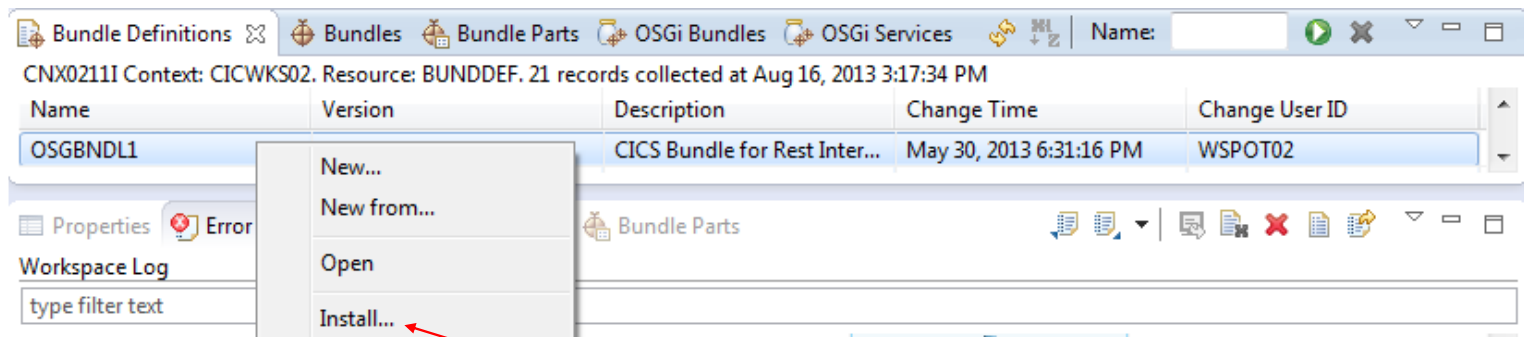 Bundle Definitions Bundles Bundle Parts OSGi Bundles OSGi Services Name:
CNX0211I Context: CICWKS02. Resource: BUNDDEF. 21 records collected at Aug 16, 2013 3:17:34 PM
Name Version Description Change Time Change User ID
OSGBNDL1 CICS Bundle for Rest Inter... May 30, 2013 6:31:16 PM WSPOT02
New...
New from...
Properties Error Bundle Parts
Open
Workspace Log
type filter text
Install...